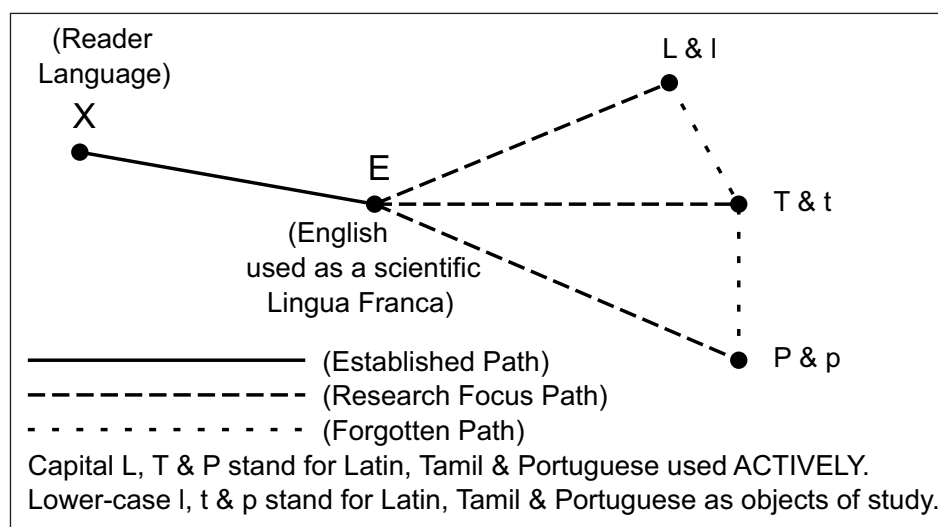 (Reader
Language)
X
L & l
E
T & t
(English
used as a scientific
Lingua Franca)
P & p
(Established Path)
(Research Focus Path)
(Forgotten Path)
Capital L, T & P stand for Latin, Tamil & Portuguese used ACTIVELY.
Lower-case l, t & p stand for Latin, Tamil & Portuguese as objects of study.